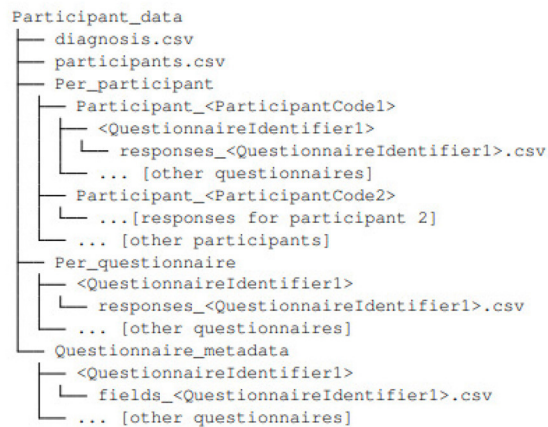 Participant_data
├── diagnosis.csv
├── participants.csv
├── Per_participant
│   ├── Participant_<ParticipantCode1>
│   │   ├── <QuestionnaireIdentifier1>
│   │   │   └── responses_<QuestionnaireIdentifier1>.csv
│   │   └── ... [other questionnaires]
│   ├── Participant_<ParticipantCode2>
│   │   └── ...[responses for participant 2]
│   └── ... [other participants]
├── Per_questionnaire
│   ├── <QuestionnaireIdentifier1>
│   │   └── responses_<QuestionnaireIdentifier1>.csv
│   └── ... [other questionnaires]
└── Questionnaire_metadata
    ├── <QuestionnaireIdentifier1>
    │   └── fields_<QuestionnaireIdentifier1>.csv
    └── ... [other questionnaires]